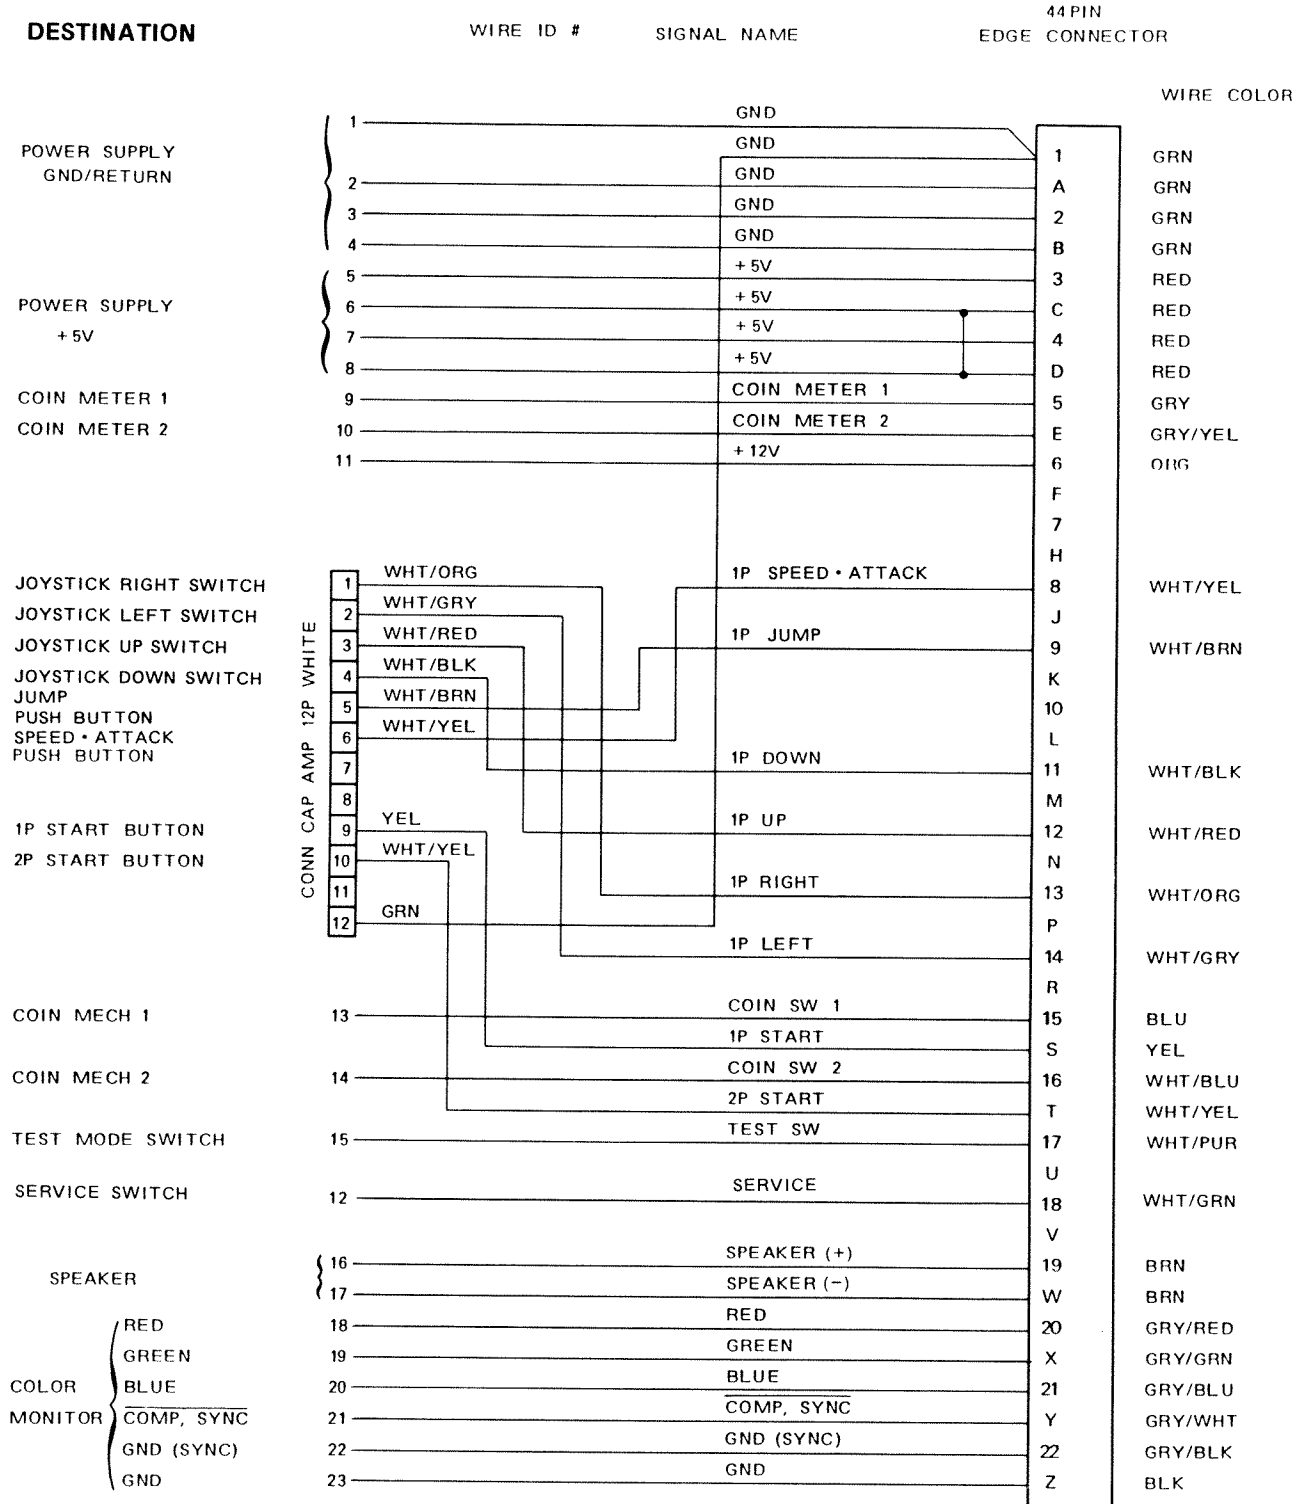 44 PIN
DESTINATION WIRE ID # SIGNAL NAME EDGE CONNECTOR
WIRE COLOR
1 GND
POWER SUPPLY GND 1 GRN
GND/RETURN 2 GND A GRN
3 GND 2 GRN
4 GND B GRN
5 +5V 3 RED
POWER SUPPLY 6 +5V C RED
+5V 7 +5V 4 RED
8 +5V D RED
COIN METER 1 9 COIN METER 1 5 GRY
COIN METER 2 10 COIN METER 2 E GRY/YEL
11 +12V 6 ORG
F
7
H
JOYSTICK RIGHT SWITCH 1 WHT/ORG 1P SPEED • ATTACK 8 WHT/YEL
JOYSTICK LEFT SWITCH 2 WHT/GRY J
JOYSTICK UP SWITCH 3 WHT/RED 1P JUMP 9 WHT/BRN
JOYSTICK DOWN SWITCH 4 WHT/BLK K
JUMP
PUSH BUTTON 5 WHT/BRN 10
SPEED • ATTACK 6 WHT/YEL L
PUSH BUTTON
7 1P DOWN 11 WHT/BLK
8 M
1P START BUTTON 9 YEL 1P UP 12 WHT/RED
2P START BUTTON 10 WHT/YEL N
11 1P RIGHT 13 WHT/ORG
12 GRN P
CONN CAP AMP 12P WHITE
1P LEFT 14 WHT/GRY
R
COIN MECH 1 13 COIN SW 1 15 BLU
1P START S YEL
COIN MECH 2 14 COIN SW 2 16 WHT/BLU
2P START T WHT/YEL
TEST MODE SWITCH 15 TEST SW 17 WHT/PUR
U
SERVICE SWITCH 12 SERVICE 18 WHT/GRN
V
16 SPEAKER (+) 19 BRN
SPEAKER
17 SPEAKER (−) W BRN
RED 18 RED 20 GRY/RED
GREEN 19 GREEN X GRY/GRN
COLOR BLUE 20 BLUE 21 GRY/BLU
MONITOR COMP, SYNC 21 COMP, SYNC Y GRY/WHT
GND (SYNC) 22 GND (SYNC) 22 GRY/BLK
GND 23 GND Z BLK